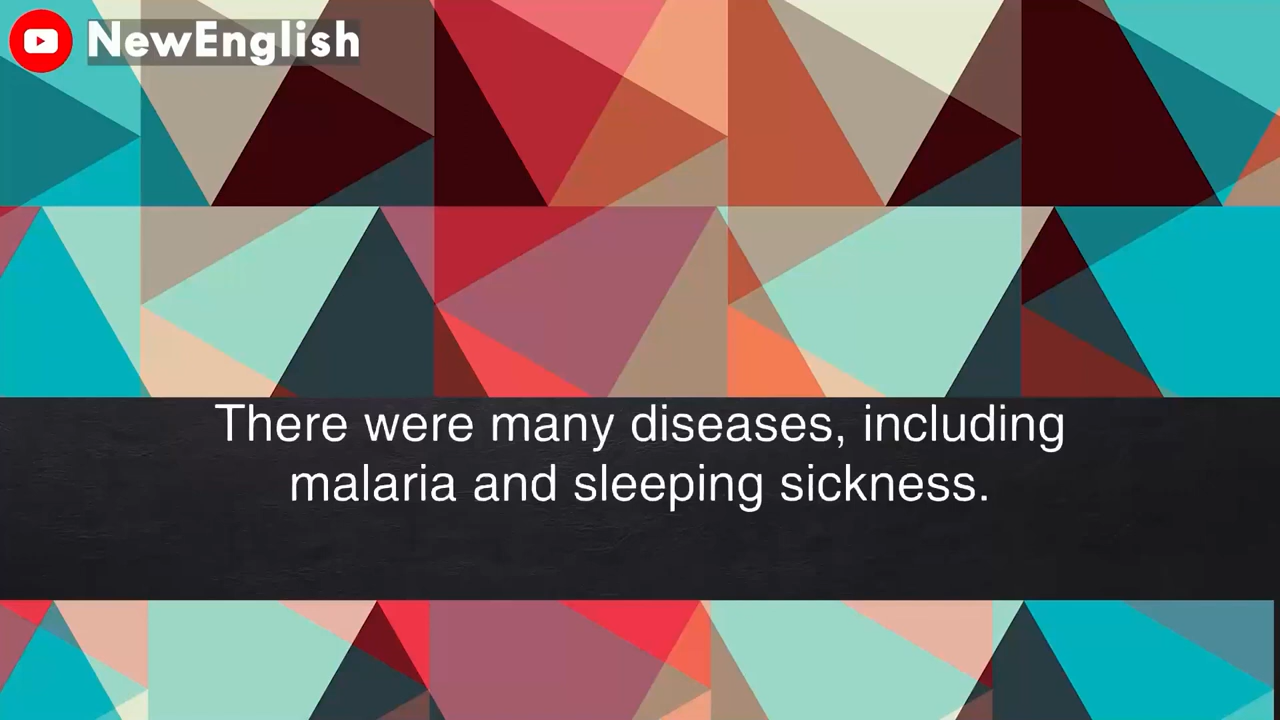 NewEnglish
There were many diseases, including
malaria and sleeping sickness.